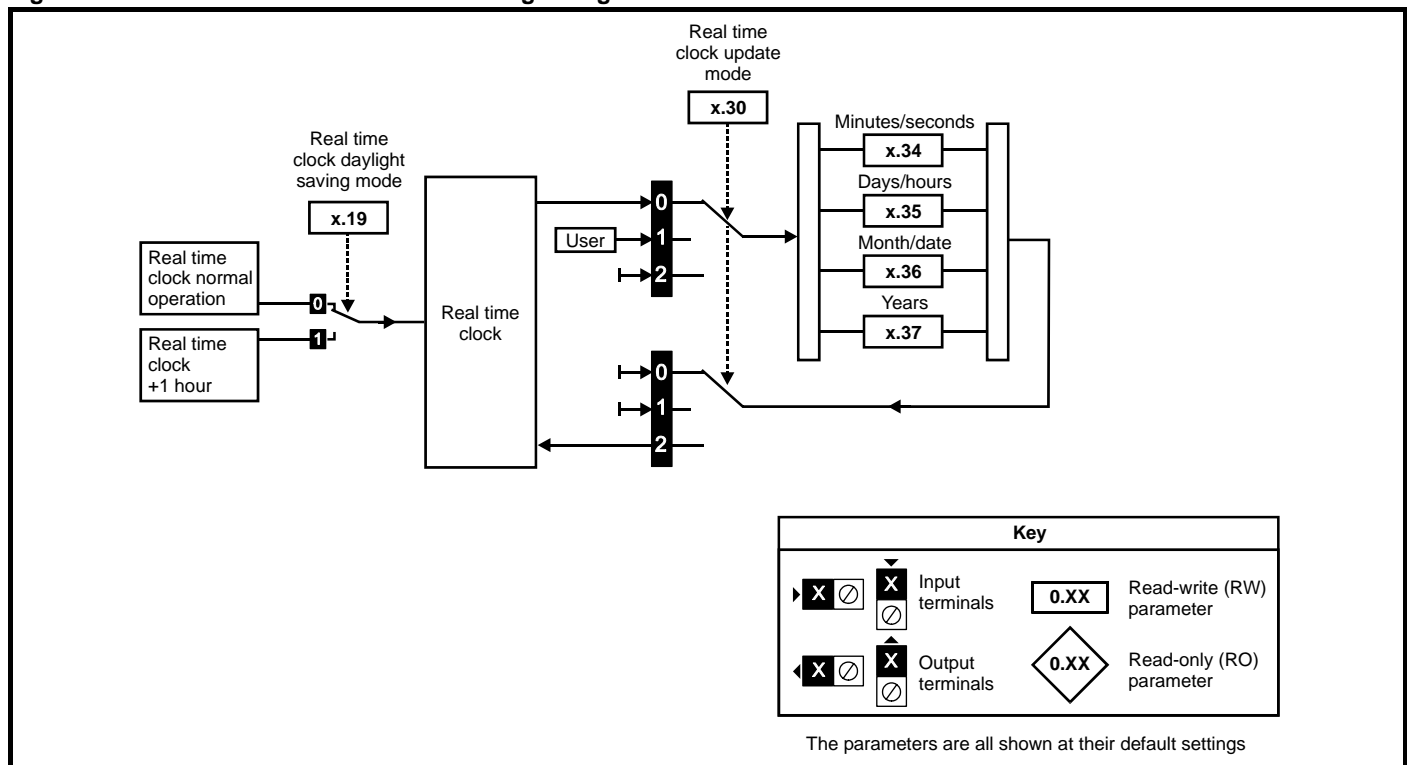 Real time
clock update
mode
x.30
Real time
clock daylight
saving mode
x.19
Real time
clock normal
operation
0
1
Real time
clock
+1 hour
Real time
clock
0
User
1
2
0
1
2
Minutes/seconds
x.34
Days/hours
x.35
Month/date
x.36
Years
x.37
Key
X
X
Input
terminals
0.XX
Read-write (RW)
parameter
X
X
Output
terminals
0.XX
Read-only (RO)
parameter
The parameters are all shown at their default settings